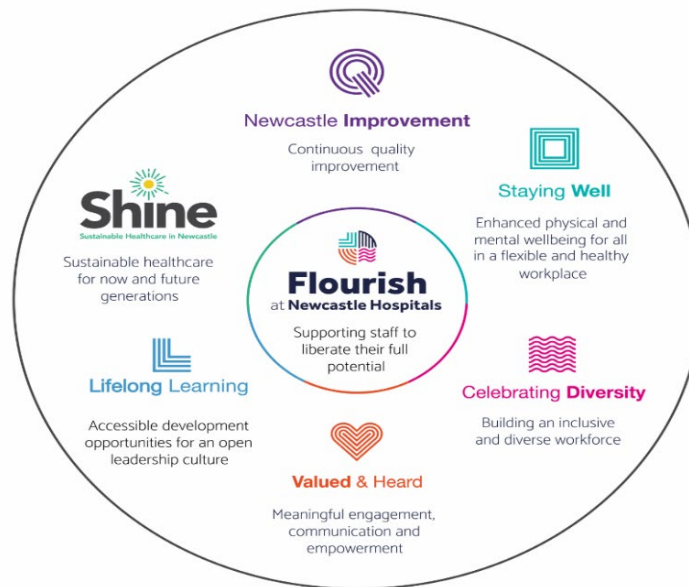 Newcastle Improvement
Continuous quality
improvement
Staying Well
Enhanced physical and
mental wellbeing for all
in a flexible and healthy
workplace
Shine
Sustainable Healthcare in Newcastle
Sustainable healthcare
for now and future
generations
Flourish
at Newcastle Hospitals
Supporting staff to
liberate their full
potential
Lifelong Learning
Accessible development
opportunities for an open
leadership culture
Celebrating Diversity
Building an inclusive
and diverse workforce
Valued & Heard
Meaningful engagement,
communication and
empowerment